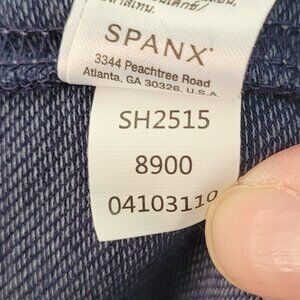 SPANX®
3344 Peachtree Road
Atlanta, GA 30326, U.S.A.
SH2515
8900
04103110